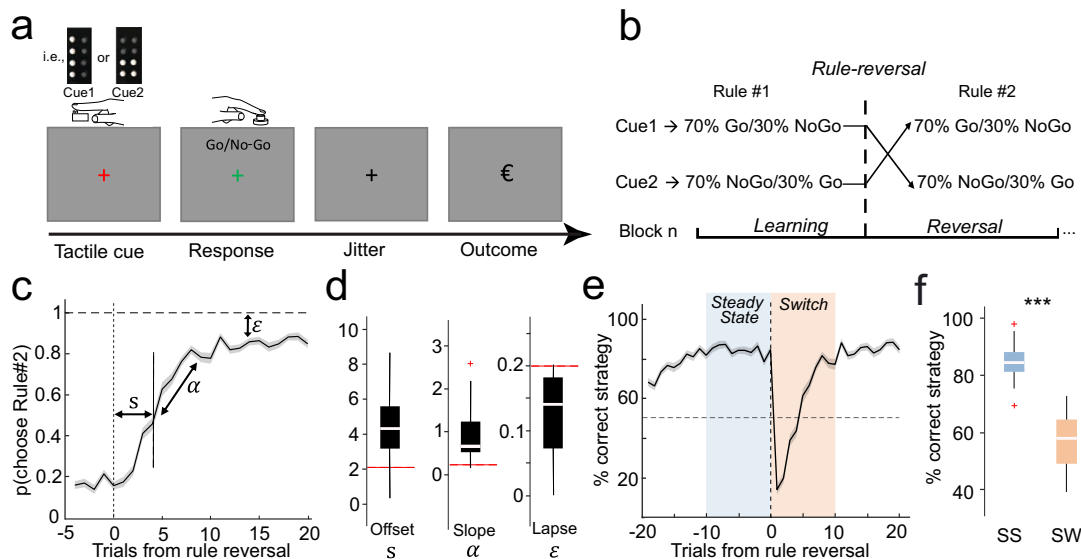 a
i.e.,
or
Cue1
Cue2
Go/No-Go
+
+
+
€
Tactile cue
Response
Jitter
Outcome
b
Rule-reversal
Rule #1
Rule #2
Cue1 → 70% Go/30% NoGo
70% Go/30% NoGo
Cue2 → 70% NoGo/30% Go
70% NoGo/30% Go
Block n
Learning
Reversal
...
c
p(choose Rule#2)
1
0.8
0.6
0.4
0.2
0
-5
0
5
10
15
20
s
α
ε
Trials from rule reversal
d
10
8
6
4
2
0
Offset
s
3
2
1
0
Slope
α
0.2
0.1
0
Lapse
ε
e
% correct strategy
100
80
60
40
20
Steady
State
Switch
-20
-10
0
10
20
Trials from rule reversal
f
***
% correct strategy
100
80
60
40
SS
SW